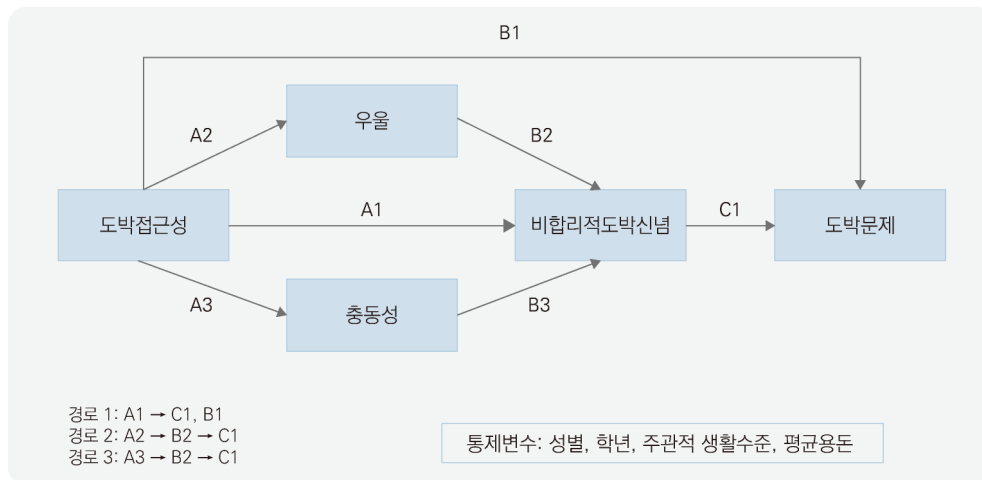 B1
우울
A2
B2
도박접근성
A1
비합리적도박신념
C1
도박문제
A3
충동성
B3
경로 1: A1 → C1, B1
경로 2: A2 → B2 → C1
경로 3: A3 → B2 → C1
통제변수: 성별, 학년, 주관적 생활수준, 평균용돈